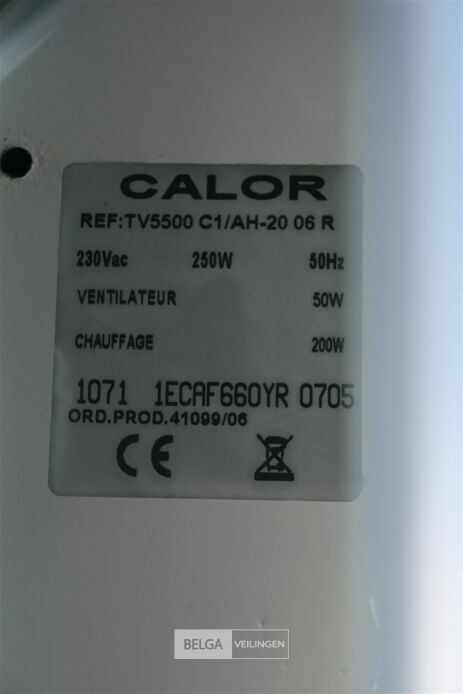 CALOR
REF:TV5500 C1/AH-20 06 R
230Vac 250W 50Hz
VENTILATEUR 50W
CHAUFFAGE 200W
1071 1ECAF660YR 0705
ORD.PROD.41099/06
CE
BELGA VEILINGEN